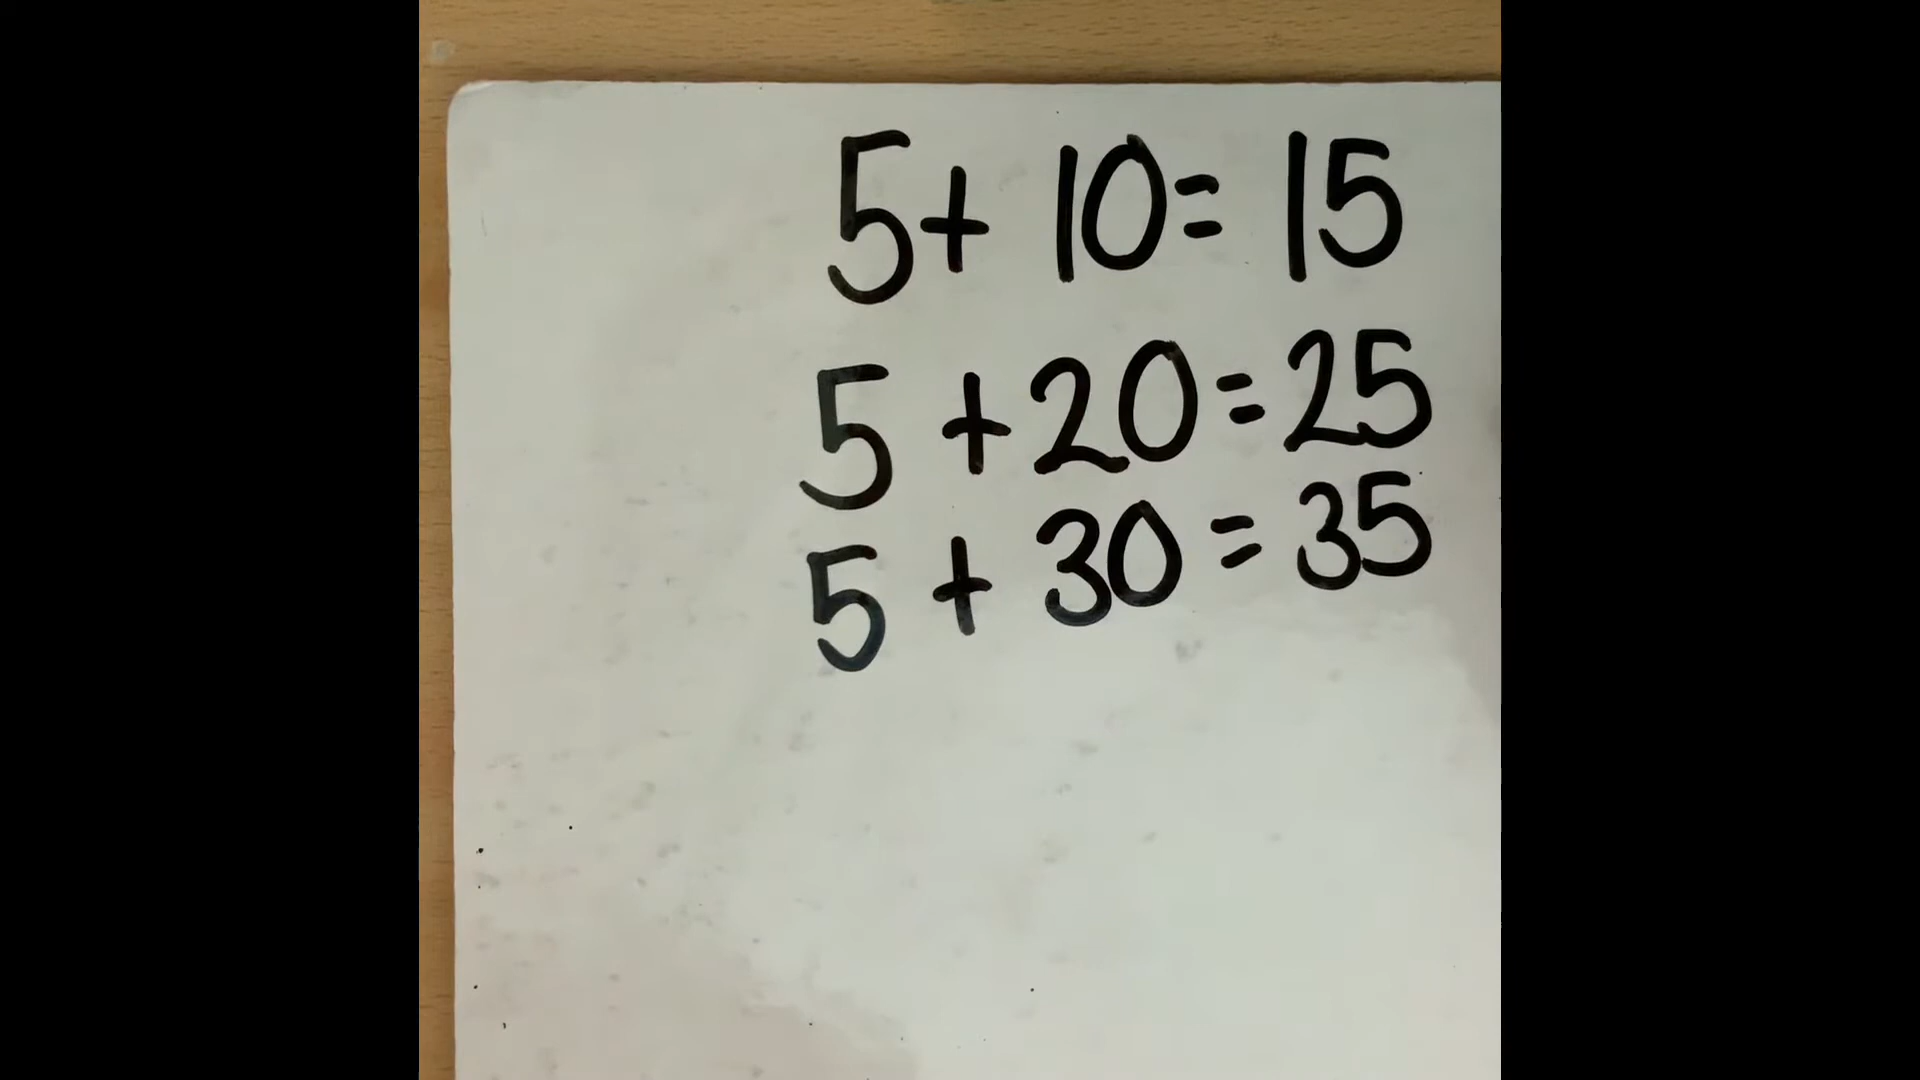 5 + 10 = 15
5 + 20 = 25
5 + 30 = 35